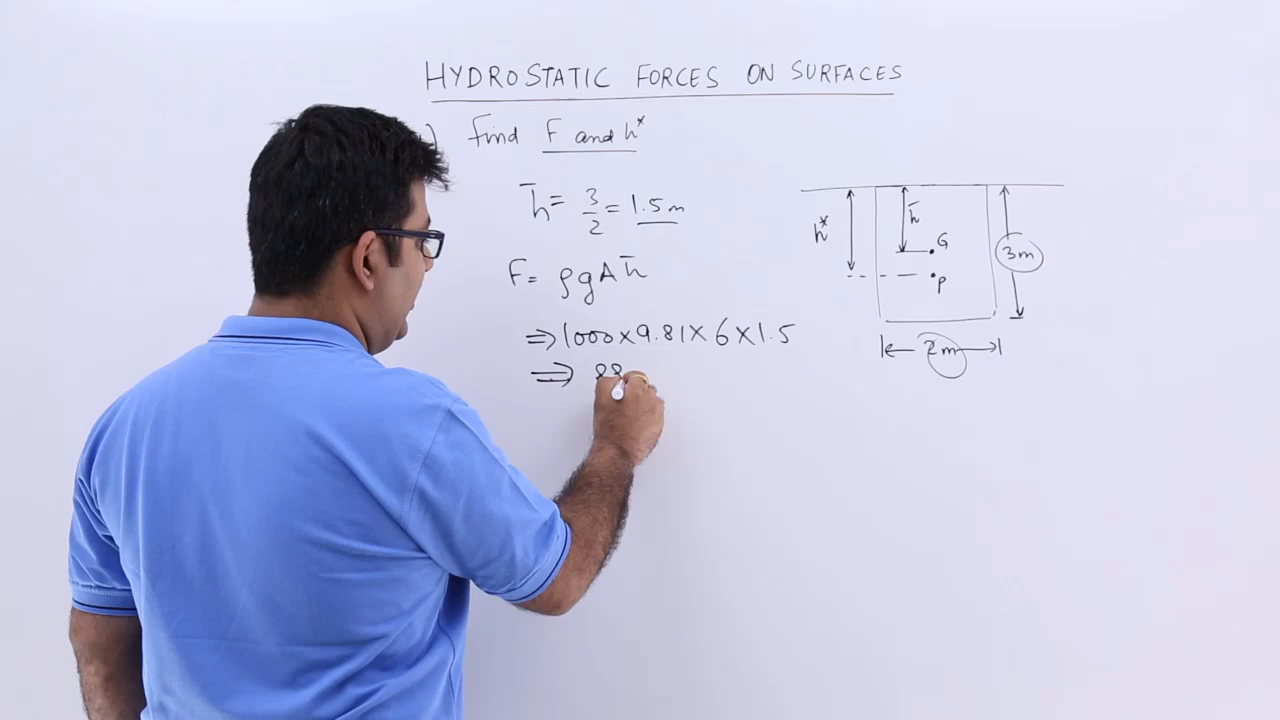 HYDROSTATIC FORCES ON SURFACES
) Find F and h*
h̄ = 3/2 = 1.5 m
F = ρgAh̄
⇒ 1000 × 9.81 × 6 × 1.5
⇒ 88
h*
h̄
G
P
3m
2m